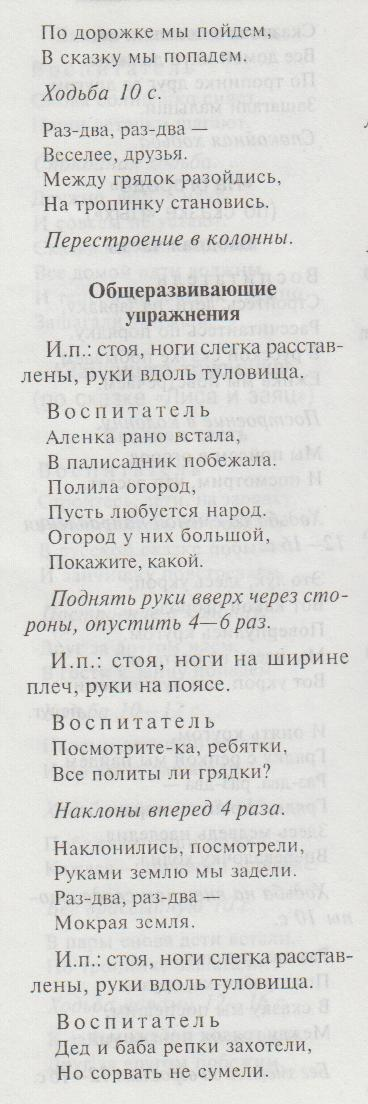 По дорожке мы пойдем,
В сказку мы попадем.
Ходьба 10 с.
Раз-два, раз-два —
Веселее, друзья.
Между грядок разойдись,
На тропинку становись.
Перестроение в колонны.
Общеразвивающие
упражнения
И.п.: стоя, ноги слегка расстав-
лены, руки вдоль туловища.
Воспитатель
Аленка рано встала,
В палисадник побежала.
Полила огород,
Пусть любуется народ.
Огород у них большой,
Покажите, какой.
Поднять руки вверх через сто-
роны, опустить 4—6 раз.
И.п.: стоя, ноги на ширине
плеч, руки на поясе.
Воспитатель
Посмотрите-ка, ребятки,
Все политы ли грядки?
Наклоны вперед 4 раза.
Наклонились, посмотрели,
Руками землю мы задели.
Раз-два, раз-два —
Мокрая земля.
И.п.: стоя, ноги слегка расстав-
лены, руки вдоль туловища.
Воспитатель
Дед и баба репки захотели,
Но сорвать не сумели.